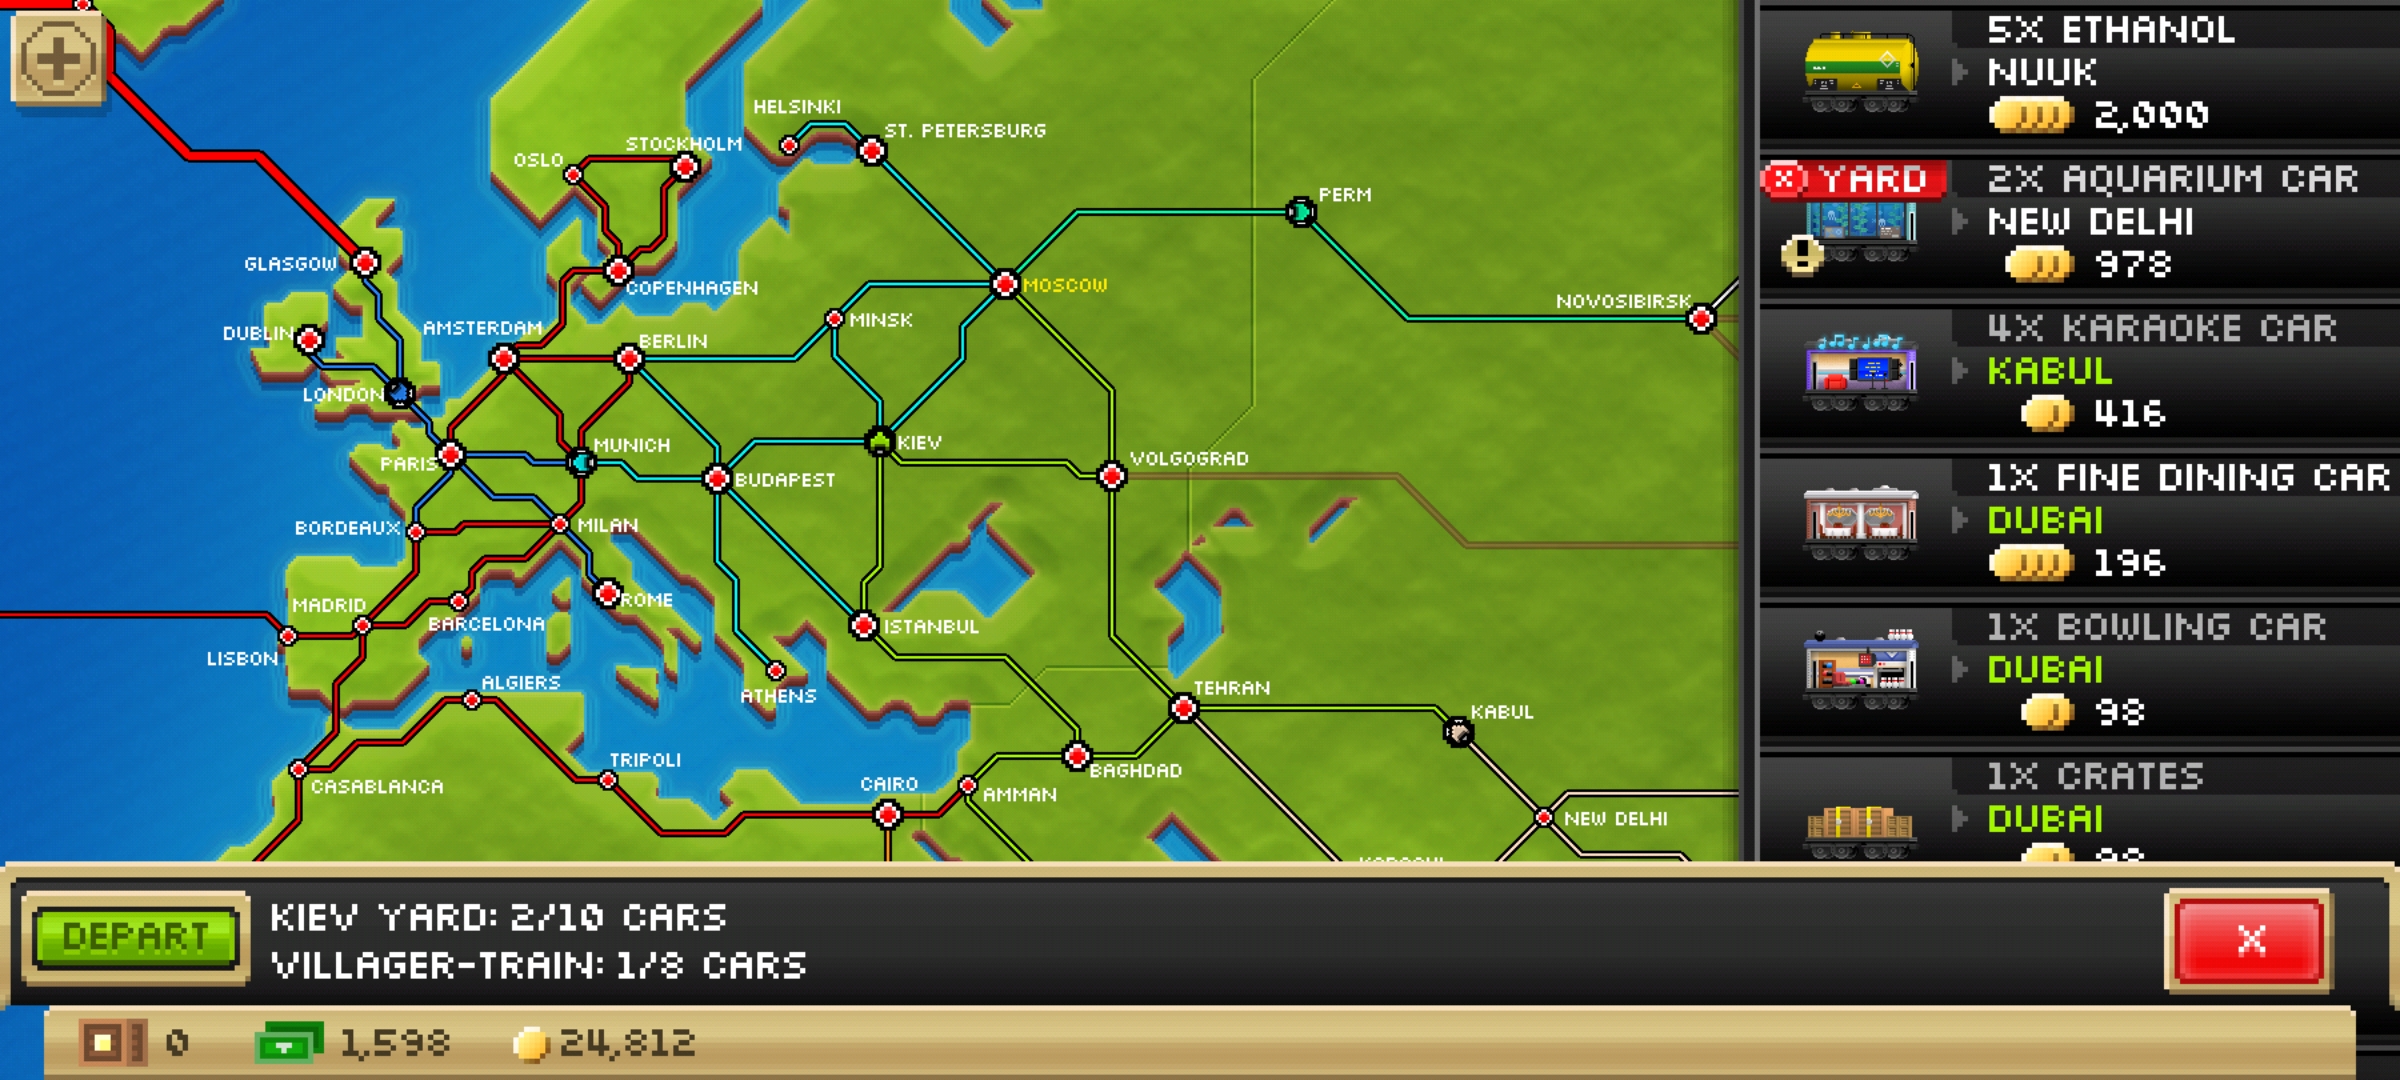 HELSINKI
ST. PETERSBURG
STOCKHOLM
OSLO
PERM
GLASGOW
COPENHAGEN
MOSCOW
NOVOSIBIRSK
DUBLIN
AMSTERDAM
BERLIN
MINSK
LONDON
MUNICH
KIEV
PARIS
BUDAPEST
VOLGOGRAD
BORDEAUX
MILAN
MADRID
ROME
BARCELONA
ISTANBUL
LISBON
ALGIERS
ATHENS
TEHRAN
KABUL
TRIPOLI
BAGHDAD
CASABLANCA
CAIRO
AMMAN
NEW DELHI
5X ETHANOL
NUUK
2,000
YARD
2X AQUARIUM CAR
NEW DELHI
978
4X KARAOKE CAR
KABUL
416
1X FINE DINING CAR
DUBAI
196
1X BOWLING CAR
DUBAI
98
1X CRATES
DUBAI
DEPART
KIEV YARD: 2/10 CARS
VILLAGER-TRAIN: 1/8 CARS
X
0
1,598
24,812